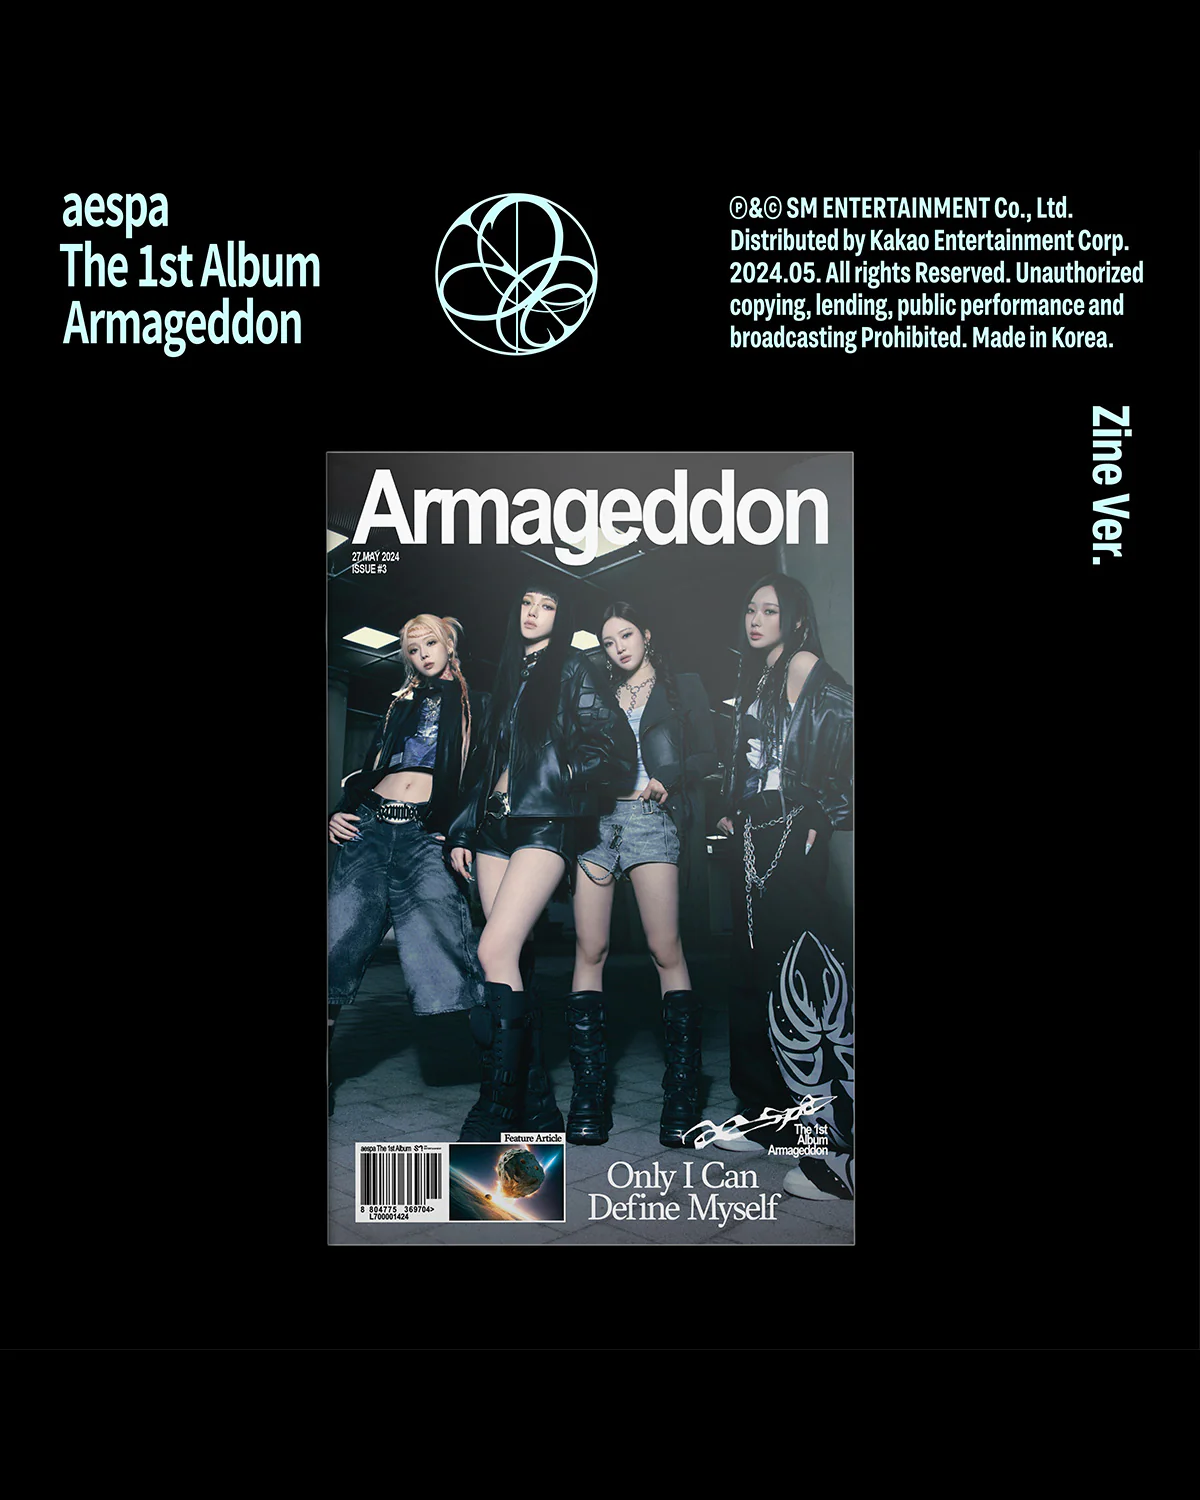 aespa
The 1st Album
Armageddon
Ⓟ&Ⓒ SM ENTERTAINMENT Co., Ltd.
Distributed by Kakao Entertainment Corp.
2024.05. All rights Reserved. Unauthorized
copying, lending, public performance and
broadcasting Prohibited. Made in Korea.
Zine Ver.
Armageddon
27 MAY 2024
ISSUE #3
aespa
The 1st
Album
Armageddon
Feature Article
aespa The 1st Album
8 804775 369704>
L700001424
Only I Can
Define Myself